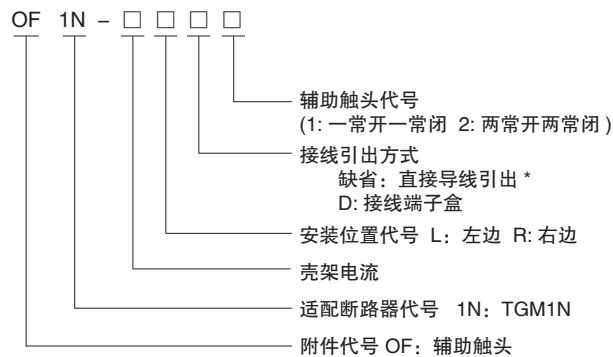 OF 1N - □ □ □ □
辅助触头代号
(1: 一常开一常闭 2: 两常开两常闭 )
接线引出方式
缺省：直接导线引出 *
D: 接线端子盒
安装位置代号 L：左边 R: 右边
壳架电流
适配断路器代号 1N：TGM1N
附件代号 OF：辅助触头